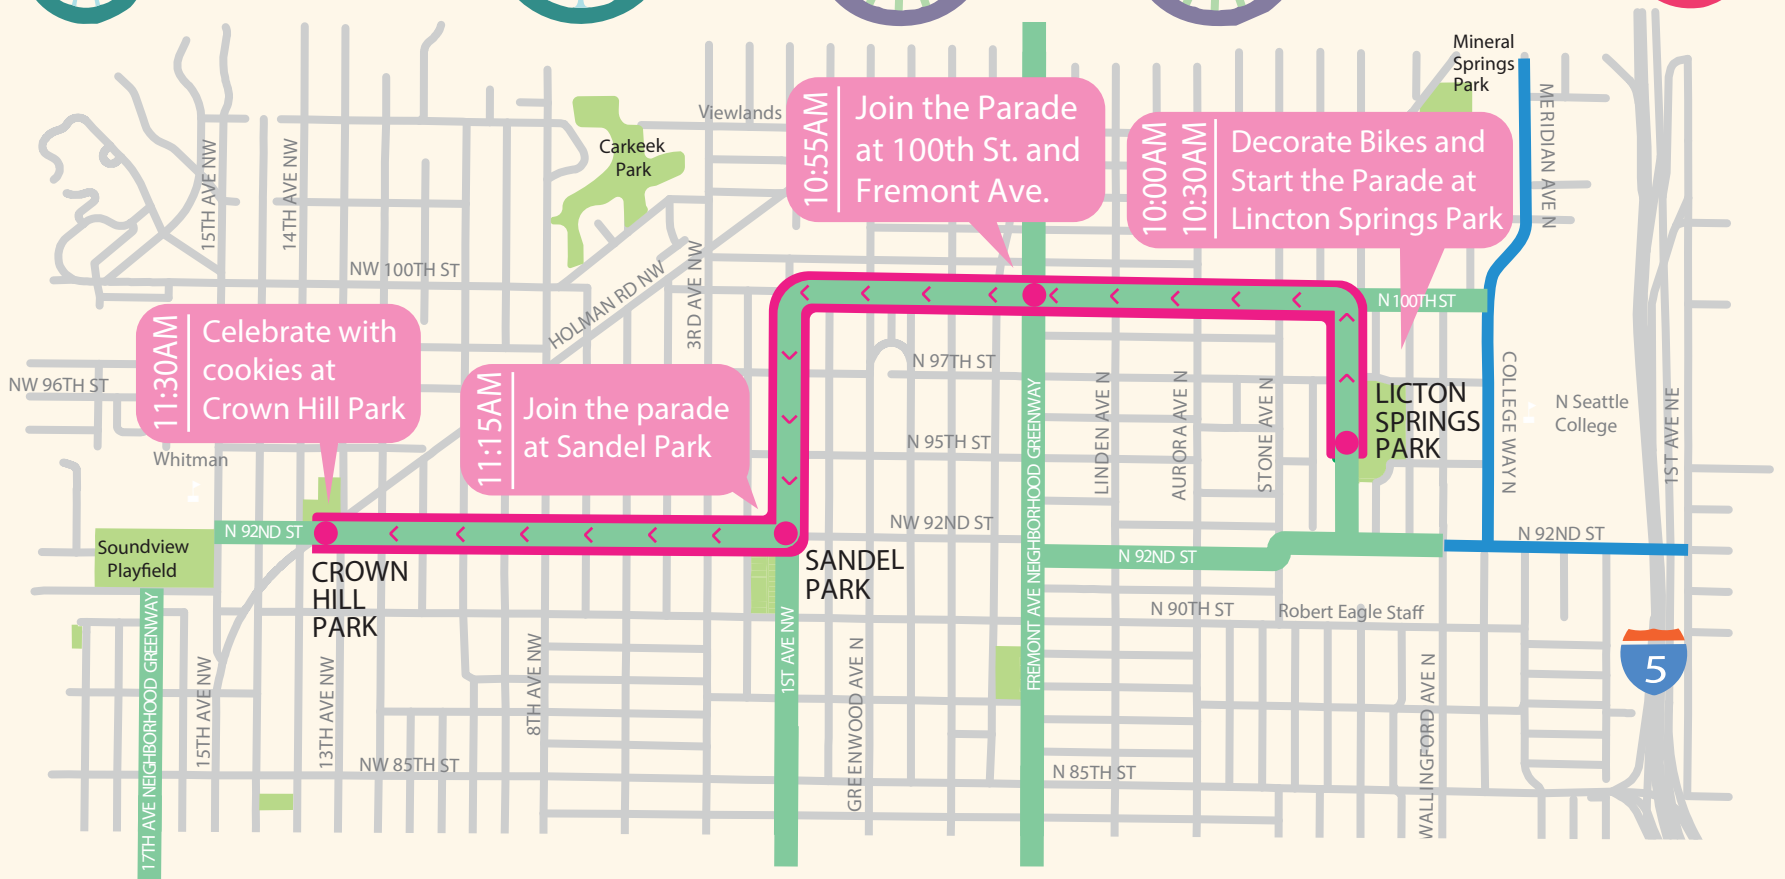 Mineral
Springs
Park
Viewlands
10:55AM
Join the Parade
at 100th St. and
Fremont Ave.
10:00AM
10:30AM
Decorate Bikes and
Start the Parade at
Lincton Springs Park
MERIDIAN AVE N
Carkeek
Park
15TH AVE NW
14TH AVE NW
NW 100TH ST
HOLMAN RD NW
3RD AVE NW
N 100TH ST
11:30AM
Celebrate with
cookies at
Crown Hill Park
NW 96TH ST
11:15AM
Join the parade
at Sandel Park
N 97TH ST
N 95TH ST
NW 92ND ST
FREMONT AVE NEIGHBORHOOD GREENWAY
LINDEN AVE N
AURORA AVE N
STONE AVE N
LICTON
SPRINGS
PARK
COLLEGE WAY N
N Seattle
College
1ST AVE NE
Whitman
N 92ND ST
Soundview
Playfield
CROWN
HILL
PARK
SANDEL
PARK
N 92ND ST
N 92ND ST
N 90TH ST
Robert Eagle Staff
17TH AVE NEIGHBORHOOD GREENWAY
15TH AVE NW
13TH AVE NW
8TH AVE NW
1ST AVE NW
GREENWOOD AVE N
WALLINGFORD AVE N
5
NW 85TH ST
N 85TH ST